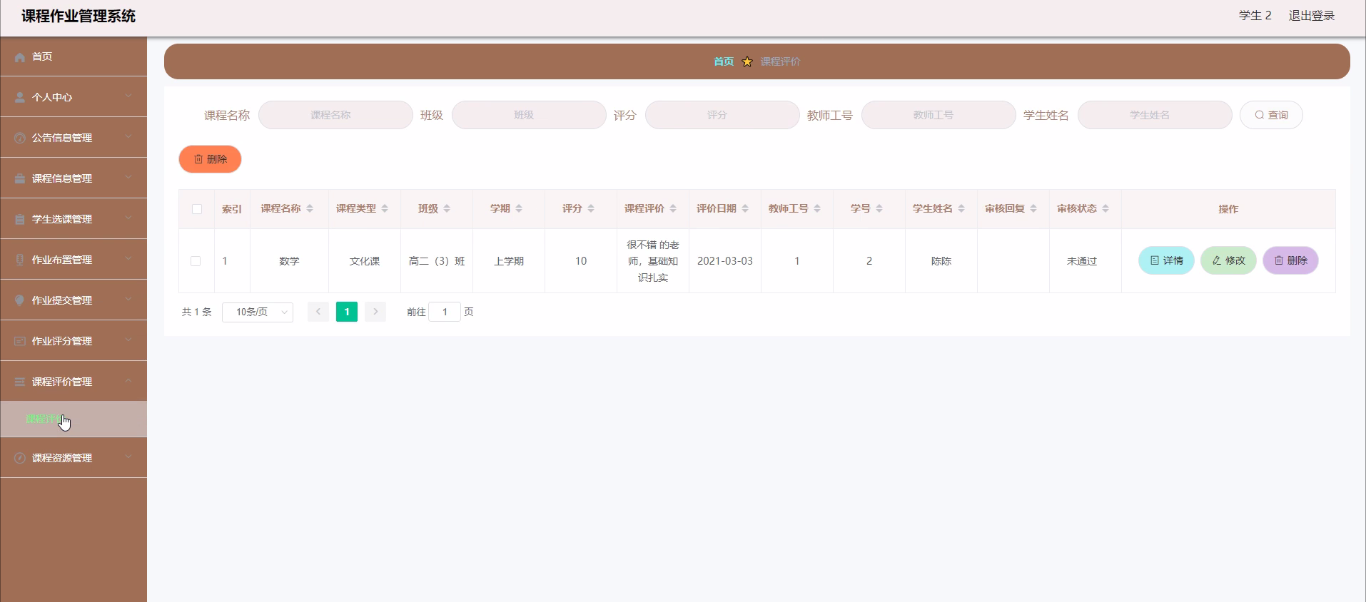 课程作业管理系统
学生 2 退出登录
首页
个人中心
公告信息管理
课程信息管理
学生选课管理
作业布置管理
作业提交管理
作业评分管理
课程评价管理
课程评
课程资源管理
首页 课程评价
课程名称 课程名称 班级 班级 评分 评分 教师工号 教师工号 学生姓名 学生姓名 查询
删除
索引 课程名称 课程类型 班级 学期 评分 课程评价 评价日期 教师工号 学号 学生姓名 审核回复 审核状态 操作
1 数学 文化课 高二（3）班 上学期 10 很不错 的老
师，基础知
识扎实 2021-03-03 1 2 陈陈 未通过 详情 修改 删除
共 1 条 10条/页 1 前往 1 页